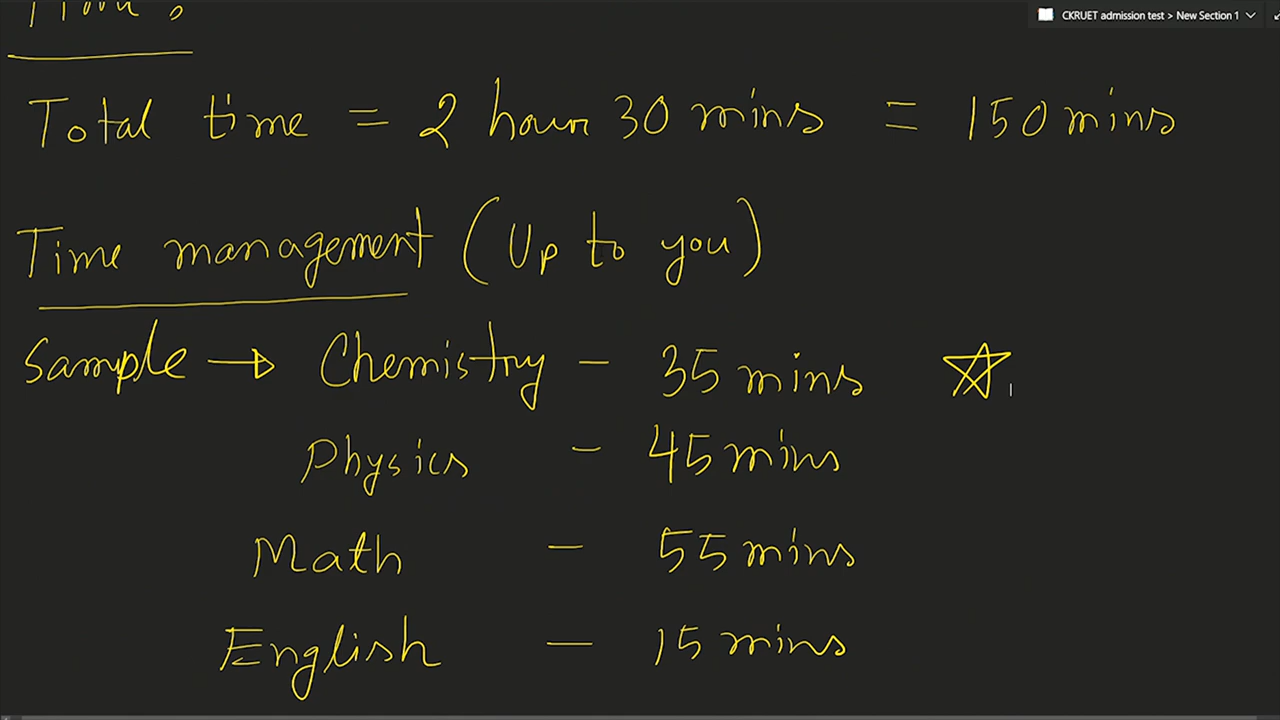 Time :
CKRUET admission test > New Section 1
Total time = 2 hour 30 mins = 150 mins
Time management (Up to you)
Sample → Chemistry - 35 mins ☆
Physics - 45 mins
Math - 55 mins
English - 15 mins